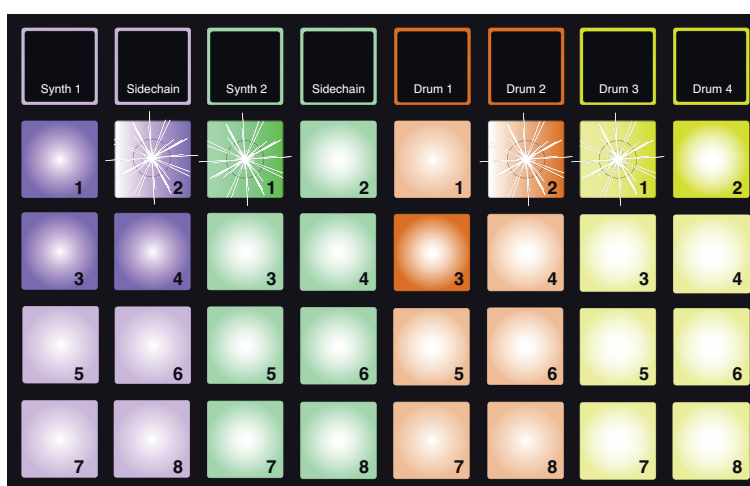 Synth 1 Sidechain Synth 2 Sidechain Drum 1 Drum 2 Drum 3 Drum 4
1 2 1 2 1 2 1 2
3 4 3 4 3 4 3 4
5 6 5 6 5 6 5 6
7 8 7 8 7 8 7 8